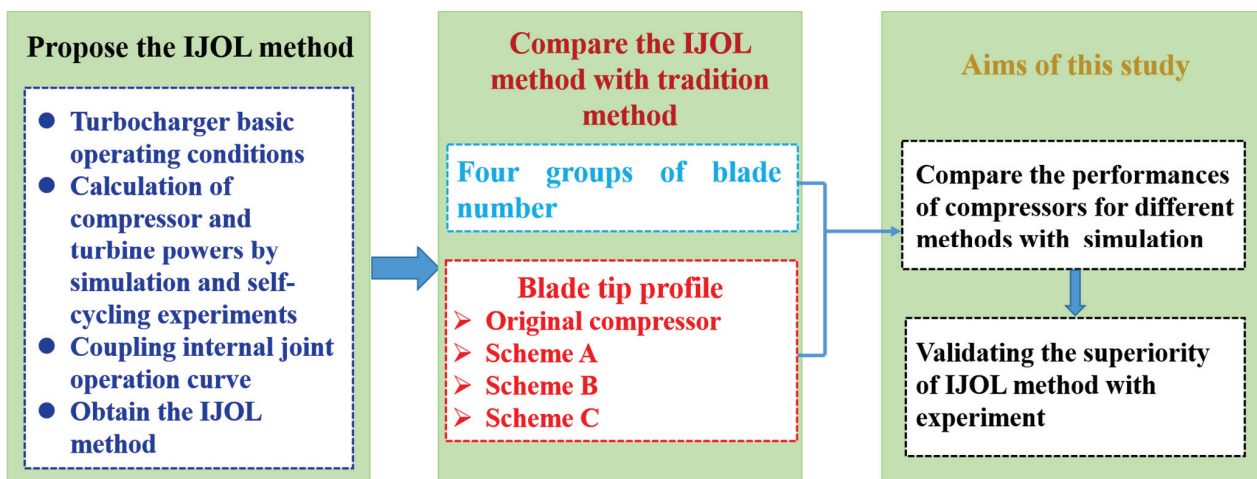 Propose the IJOL method
● Turbocharger basic
operating conditions
● Calculation of
compressor and
turbine powers by
simulation and self-
cycling experiments
● Coupling internal joint
operation curve
● Obtain the IJOL
method
Compare the IJOL
method with tradition
method
Four groups of blade
number
Blade tip profile
➢ Original compressor
➢ Scheme A
➢ Scheme B
➢ Scheme C
Aims of this study
Compare the performances
of compressors for different
methods with simulation
Validating the superiority
of IJOL method with
experiment